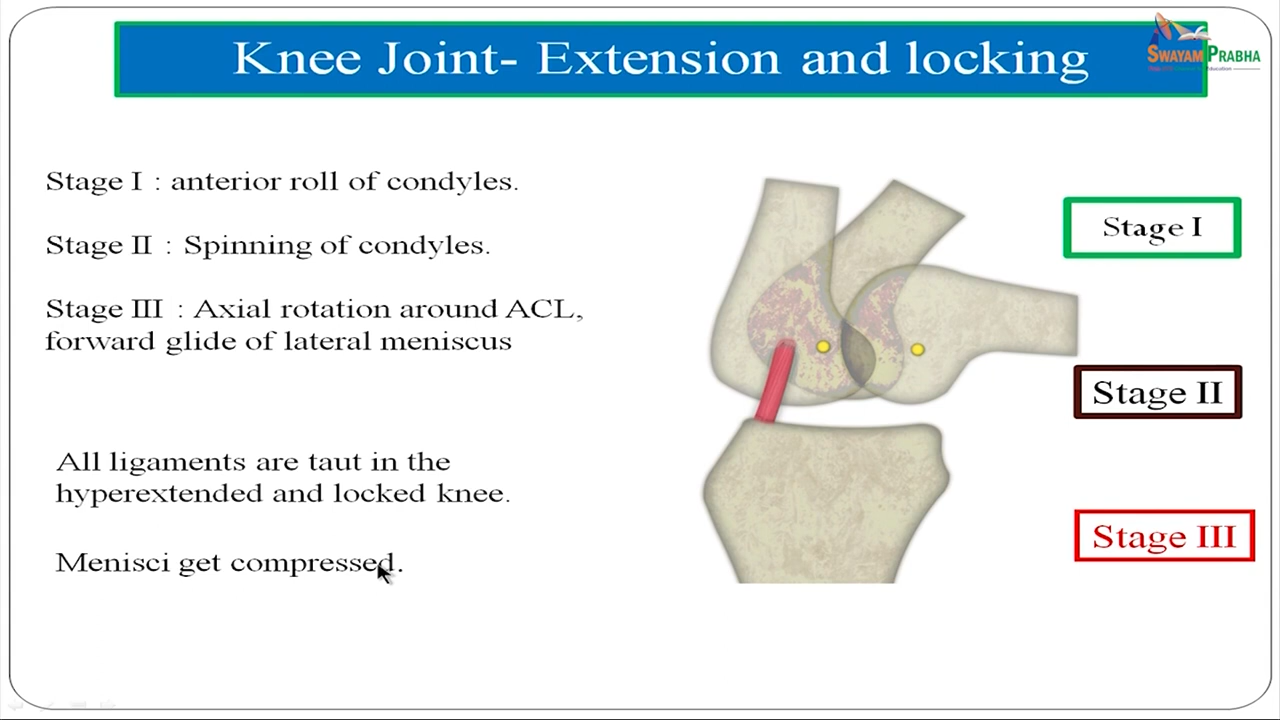 Knee Joint- Extension and locking
SWAYAM PRABHA
Stage I : anterior roll of condyles.
Stage II : Spinning of condyles.
Stage III : Axial rotation around ACL,
forward glide of lateral meniscus
All ligaments are taut in the
hyperextended and locked knee.
Menisci get compressed.
Stage I
Stage II
Stage III